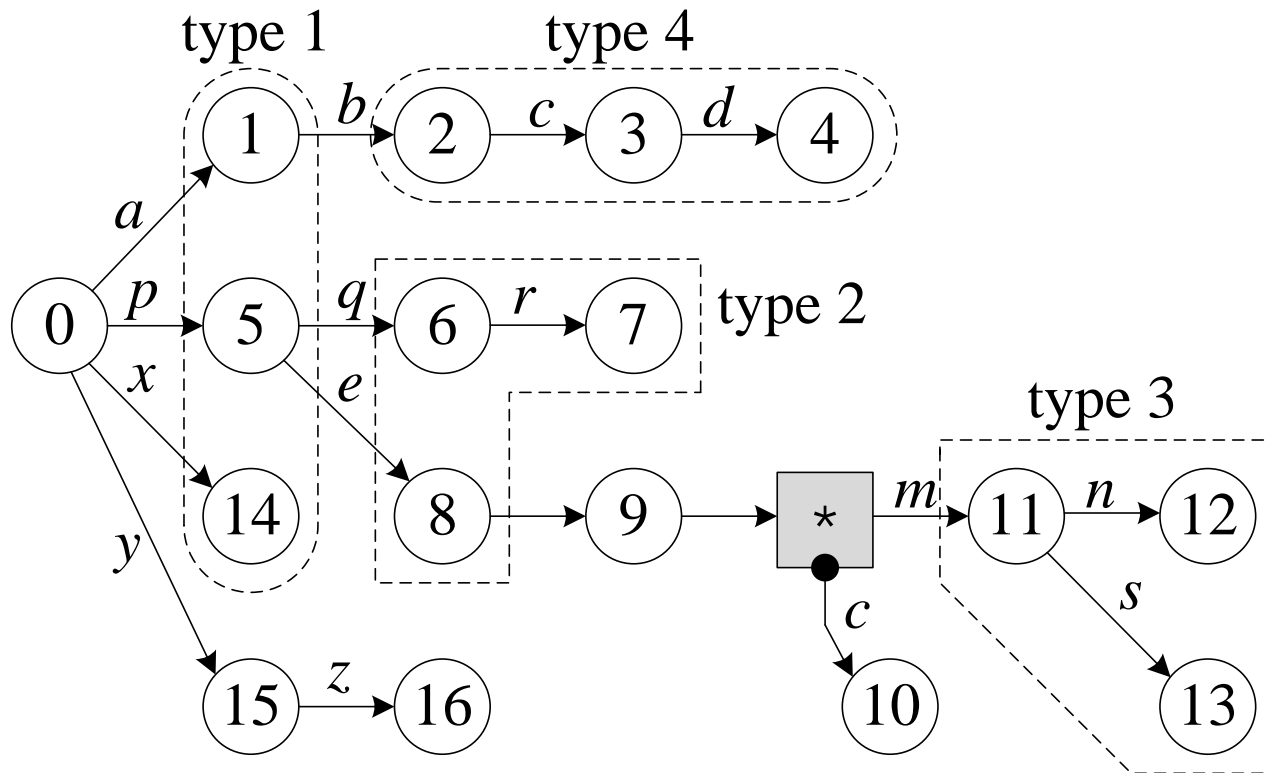 type 1 type 4
1 b 2 c 3 d 4
a
0 p 5 q 6 r 7 type 2
x e
type 3
14 8 9 * m 11 n 12
y
c s
15 z 16 10 13